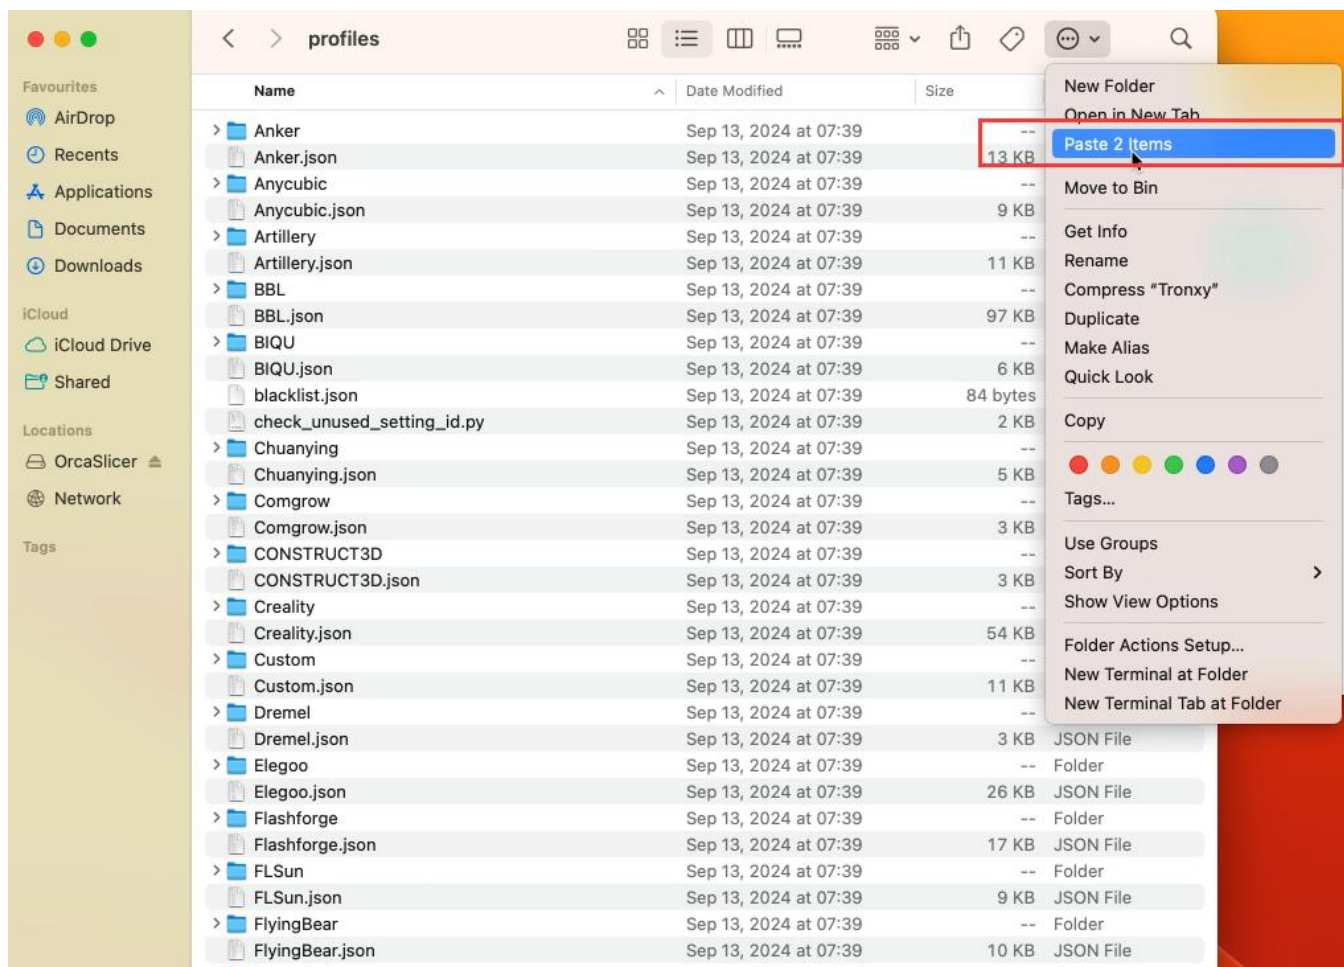 profiles
Favourites
AirDrop
Recents
Applications
Documents
Downloads
iCloud
iCloud Drive
Shared
Locations
OrcaSlicer
Network
Tags
Name Date Modified Size
Anker Sep 13, 2024 at 07:39 --
Anker.json Sep 13, 2024 at 07:39 13 KB
Anycubic Sep 13, 2024 at 07:39 --
Anycubic.json Sep 13, 2024 at 07:39 9 KB
Artillery Sep 13, 2024 at 07:39 --
Artillery.json Sep 13, 2024 at 07:39 11 KB
BBL Sep 13, 2024 at 07:39 --
BBL.json Sep 13, 2024 at 07:39 97 KB
BIQU Sep 13, 2024 at 07:39 --
BIQU.json Sep 13, 2024 at 07:39 6 KB
blacklist.json Sep 13, 2024 at 07:39 84 bytes
check_unused_setting_id.py Sep 13, 2024 at 07:39 2 KB
Chuanying Sep 13, 2024 at 07:39 --
Chuanying.json Sep 13, 2024 at 07:39 5 KB
Comgrow Sep 13, 2024 at 07:39 --
Comgrow.json Sep 13, 2024 at 07:39 3 KB
CONSTRUCT3D Sep 13, 2024 at 07:39 --
CONSTRUCT3D.json Sep 13, 2024 at 07:39 3 KB
Creality Sep 13, 2024 at 07:39 --
Creality.json Sep 13, 2024 at 07:39 54 KB
Custom Sep 13, 2024 at 07:39 --
Custom.json Sep 13, 2024 at 07:39 11 KB
Dremel Sep 13, 2024 at 07:39 --
Dremel.json Sep 13, 2024 at 07:39 3 KB JSON File
Elegoo Sep 13, 2024 at 07:39 -- Folder
Elegoo.json Sep 13, 2024 at 07:39 26 KB JSON File
Flashforge Sep 13, 2024 at 07:39 -- Folder
Flashforge.json Sep 13, 2024 at 07:39 17 KB JSON File
FLSun Sep 13, 2024 at 07:39 -- Folder
FLSun.json Sep 13, 2024 at 07:39 9 KB JSON File
FlyingBear Sep 13, 2024 at 07:39 -- Folder
FlyingBear.json Sep 13, 2024 at 07:39 10 KB JSON File
New Folder
Open in New Tab
Paste 2 Items
Move to Bin
Get Info
Rename
Compress “Tronxy”
Duplicate
Make Alias
Quick Look
Copy
Tags...
Use Groups
Sort By
Show View Options
Folder Actions Setup...
New Terminal at Folder
New Terminal Tab at Folder